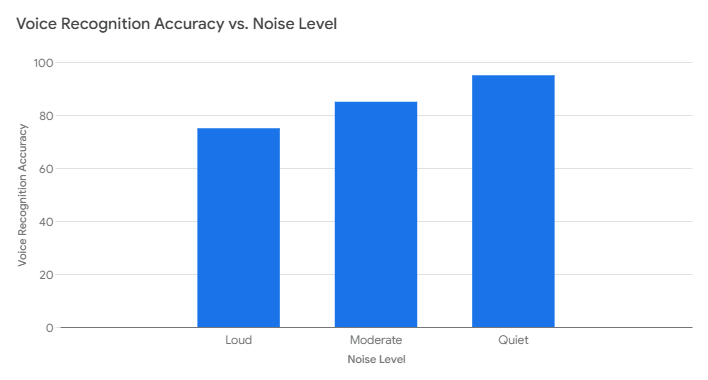 Voice Recognition Accuracy vs. Noise Level
Voice Recognition Accuracy
100
80
60
40
20
0
Loud Moderate Quiet
Noise Level